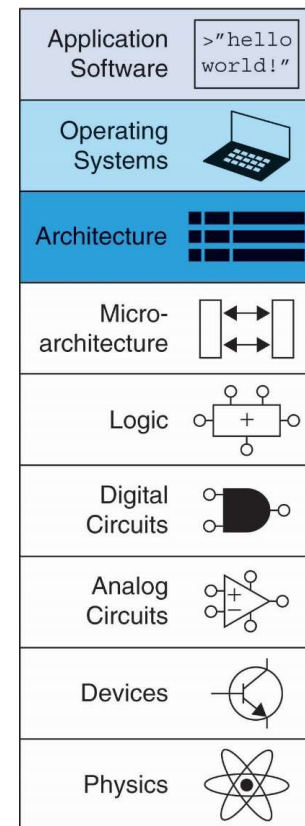 Application
Software
>"hello
world!"
Operating
Systems
Architecture
Micro-
architecture
Logic
+
Digital
Circuits
Analog
Circuits
+
−
Devices
Physics